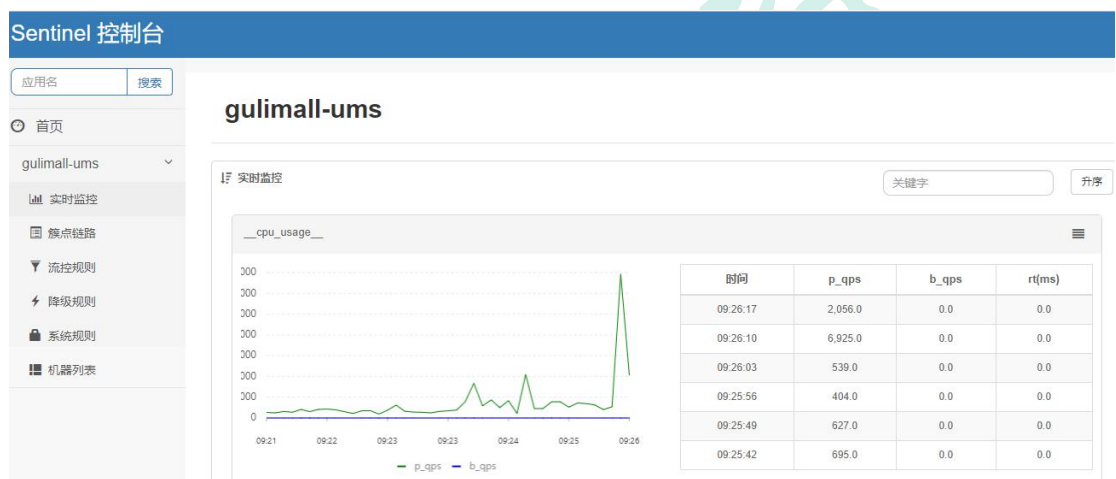 Sentinel 控制台
应用名 搜索
首页
gulimall-ums
实时监控
簇点链路
流控规则
降级规则
系统规则
机器列表
gulimall-ums
实时监控 关键字 升序
__cpu_usage__
000
000
000
000
000
000
000
0
09:21 09:22 09:23 09:23 09:24 09:25 09:26
p_qps b_qps
时间 p_qps b_qps rt(ms)
09:26:17 2,056.0 0.0 0.0
09:26:10 6,925.0 0.0 0.0
09:26:03 539.0 0.0 0.0
09:25:56 404.0 0.0 0.0
09:25:49 627.0 0.0 0.0
09:25:42 695.0 0.0 0.0